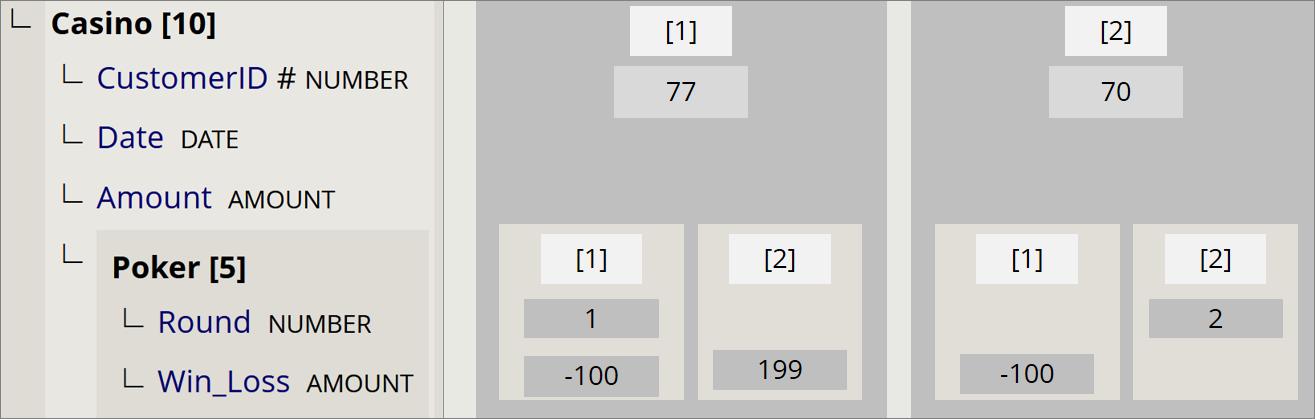 Casino [10]
[1]
[2]
CustomerID # NUMBER
77
70
Date DATE
Amount AMOUNT
Poker [5]
[1]
[2]
[1]
[2]
Round NUMBER
1
2
Win_Loss AMOUNT
-100
199
-100